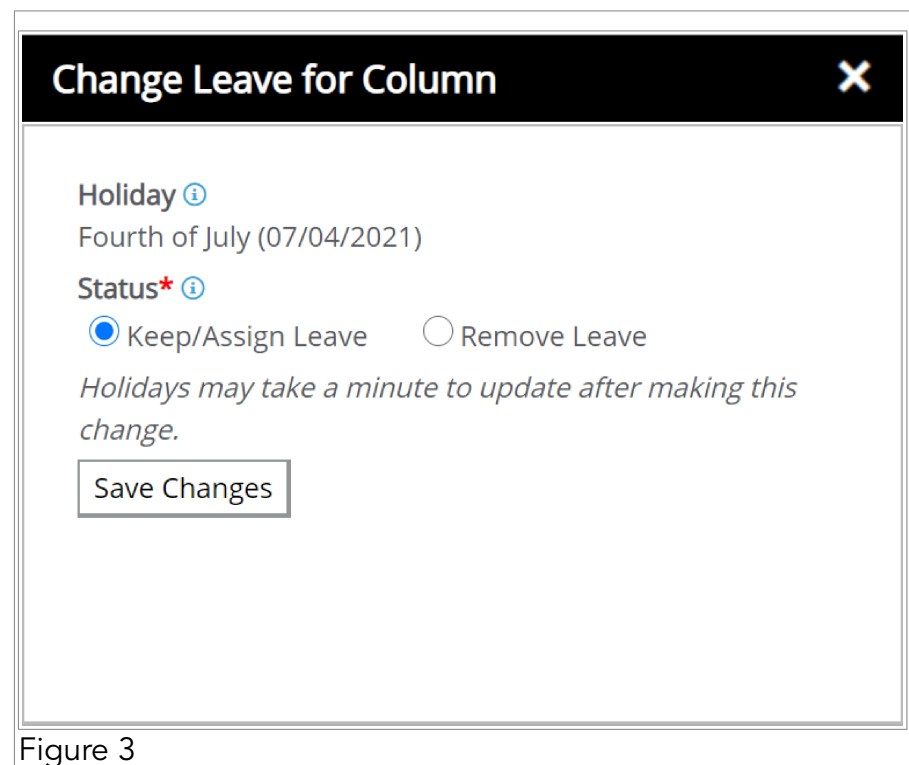 Change Leave for Column
Holiday
Fourth of July (07/04/2021)
Status*
Keep/Assign Leave Remove Leave
Holidays may take a minute to update after making this
change.
Save Changes
Figure 3